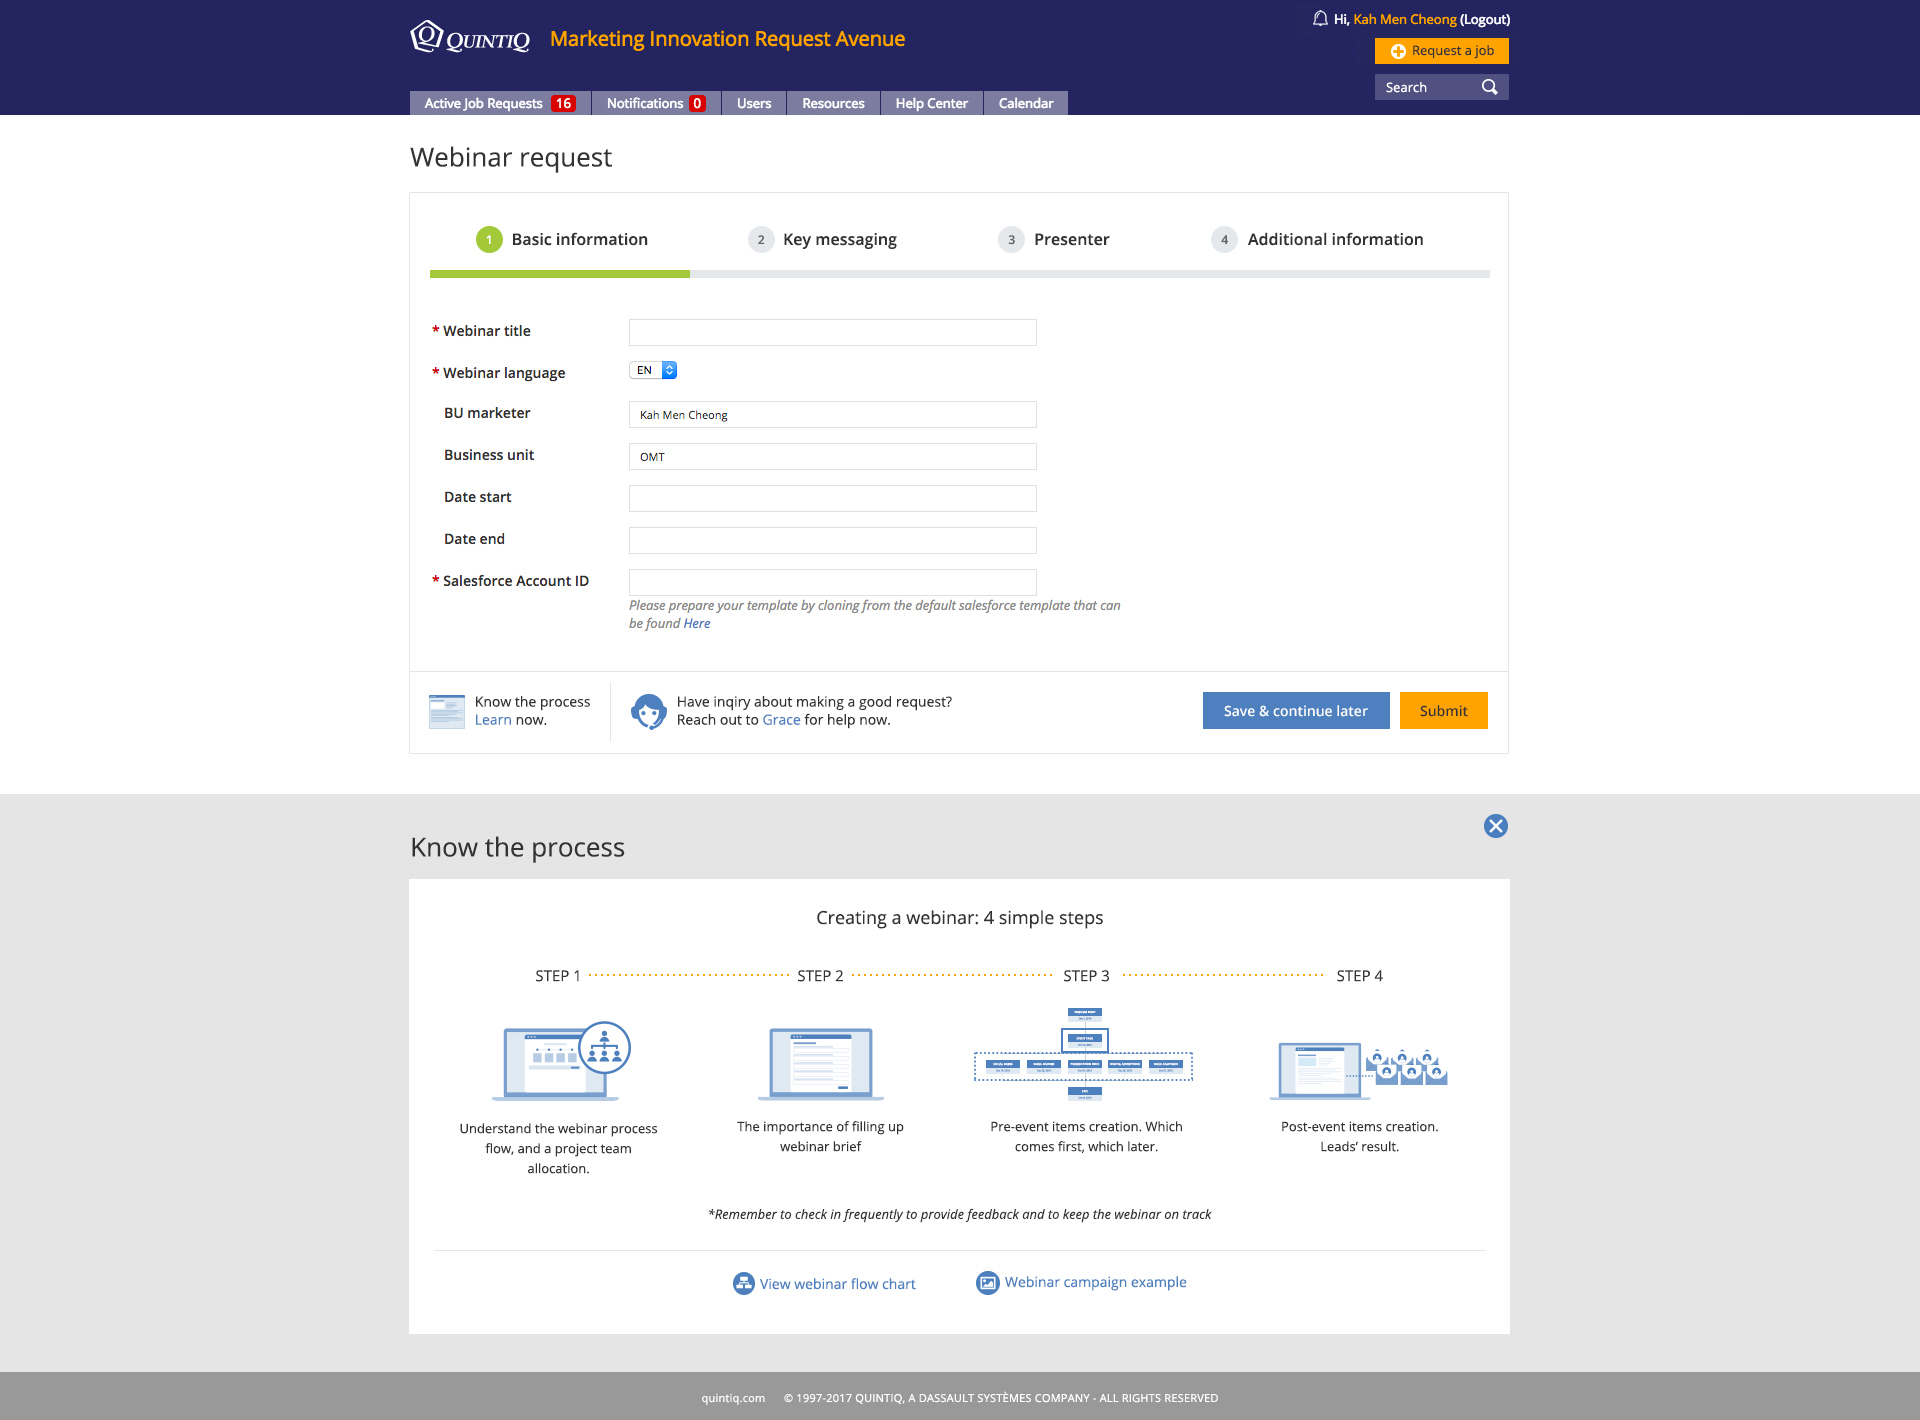 Hi, Kah Men Cheong (Logout)
QUINTIQ
Marketing Innovation Request Avenue
Request a job
Search
Active Job Requests 16 Notifications 0 Users Resources Help Center Calendar
Webinar request
1 Basic information 2 Key messaging 3 Presenter 4 Additional information
* Webinar title
* Webinar language EN
BU marketer Kah Men Cheong
Business unit OMT
Date start
Date end
* Salesforce Account ID
Please prepare your template by cloning from the default salesforce template that can
be found Here
Know the process
Learn now.
Have inqiry about making a good request?
Reach out to Grace for help now.
Save & continue later Submit
Know the process
Creating a webinar: 4 simple steps
STEP 1 STEP 2 STEP 3 STEP 4
Understand the webinar process
flow, and a project team
allocation.
The importance of filling up
webinar brief
Pre-event items creation. Which
comes first, which later.
Post-event items creation.
Leads’ result.
*Remember to check in frequently to provide feedback and to keep the webinar on track
View webinar flow chart Webinar campaign example
quintiq.com © 1997-2017 QUINTIQ, A DASSAULT SYSTÈMES COMPANY - ALL RIGHTS RESERVED